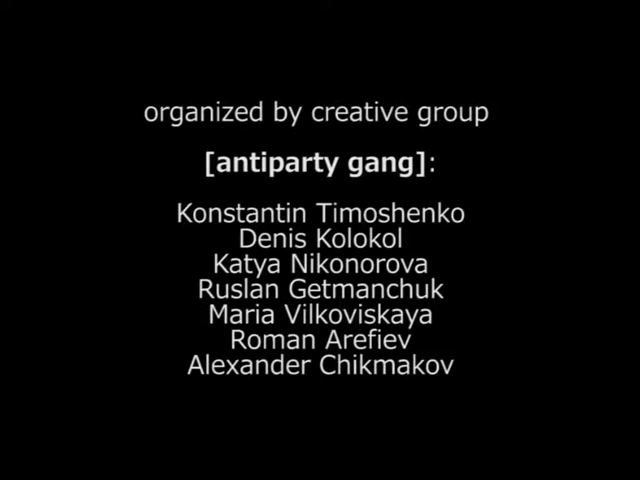 organized by creative group
[antiparty gang]:
Konstantin Timoshenko
Denis Kolokol
Katya Nikonorova
Ruslan Getmanchuk
Maria Vilkoviskaya
Roman Arefiev
Alexander Chikmakov